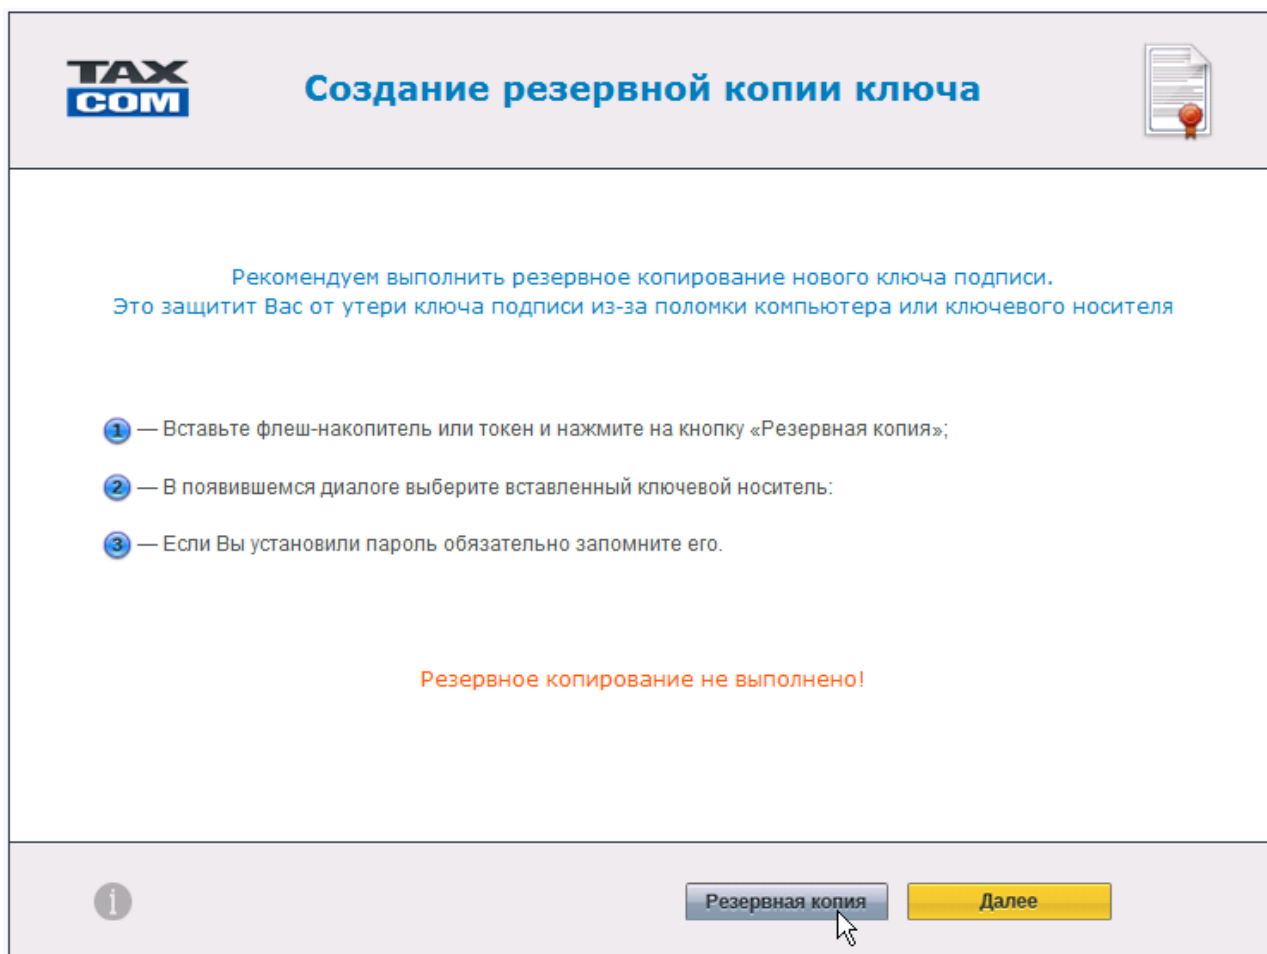 TAX
COM
Создание резервной копии ключа
Рекомендуем выполнить резервное копирование нового ключа подписи.
Это защитит Вас от утери ключа подписи из-за поломки компьютера или ключевого носителя
1 — Вставьте флеш-накопитель или токен и нажмите на кнопку «Резервная копия»;
2 — В появившемся диалоге выберите вставленный ключевой носитель:
3 — Если Вы установили пароль обязательно запомните его.
Резервное копирование не выполнено!
i
Резервная копия
Далее